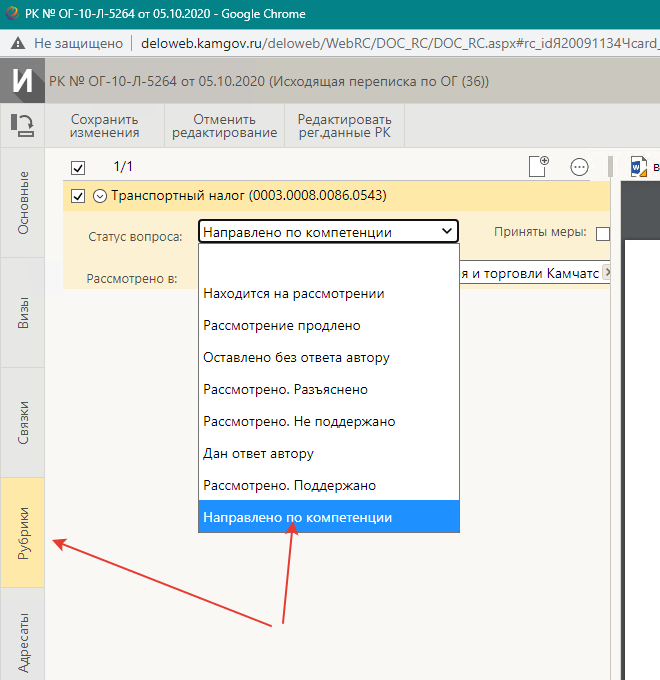 РК № ОГ-10-Л-5264 от 05.10.2020 - Google Chrome
Не защищено deloweb.kamgov.ru/deloweb/WebRC/DOC_RC/DOC_RC.aspx#rc_idЯ20091134Чcard_
И РК № ОГ-10-Л-5264 от 05.10.2020 (Исходящая переписка по ОГ (36))
Сохранить изменения
Отменить редактирование
Редактировать рег.данные РК
Основные
Визы
Связки
Рубрики
Адресаты
1/1
Транспортный налог (0003.0008.0086.0543)
Статус вопроса: Направлено по компетенции Приняты меры:
Рассмотрено в: я и торговли Камчатс
Находится на рассмотрении
Рассмотрение продлено
Оставлено без ответа автору
Рассмотрено. Разъяснено
Рассмотрено. Не поддержано
Дан ответ автору
Рассмотрено. Поддержано
Направлено по компетенции